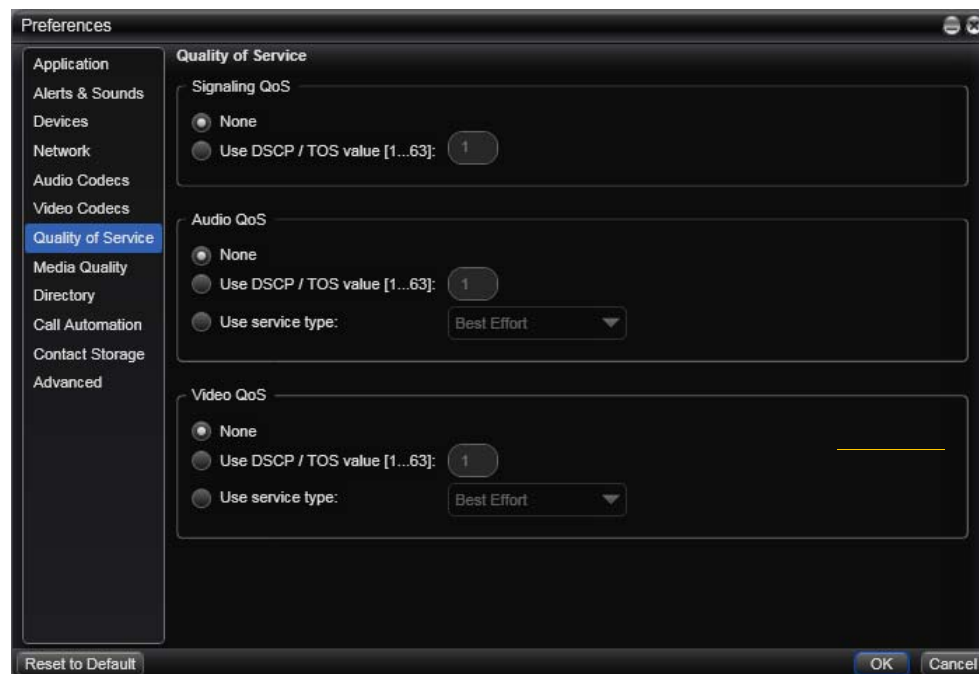 Preferences
Application
Alerts & Sounds
Devices
Network
Audio Codecs
Video Codecs
Quality of Service
Media Quality
Directory
Call Automation
Contact Storage
Advanced
Quality of Service
Signaling QoS
None
Use DSCP / TOS value [1...63]: 1
Audio QoS
None
Use DSCP / TOS value [1...63]: 1
Use service type: Best Effort
Video QoS
None
Use DSCP / TOS value [1...63]: 1
Use service type: Best Effort
Reset to Default
OK
Cancel